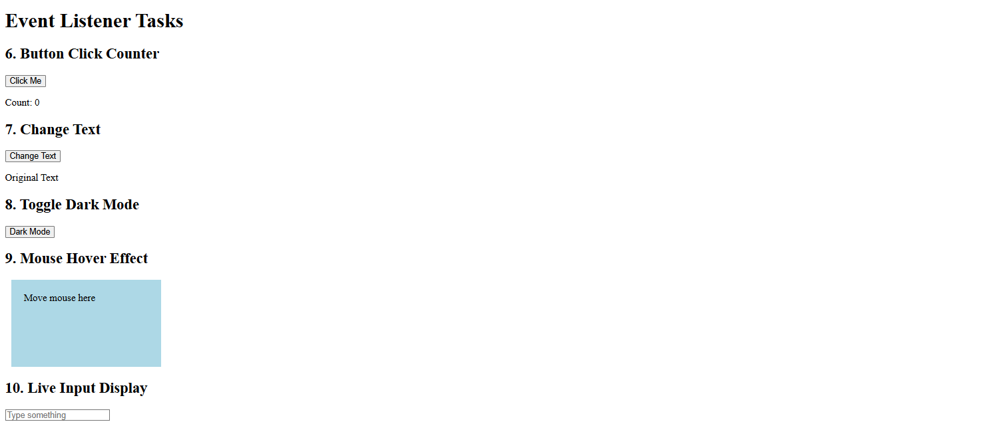 Event Listener Tasks
6. Button Click Counter
Click Me
Count: 0
7. Change Text
Change Text
Original Text
8. Toggle Dark Mode
Dark Mode
9. Mouse Hover Effect
Move mouse here
10. Live Input Display
Type something